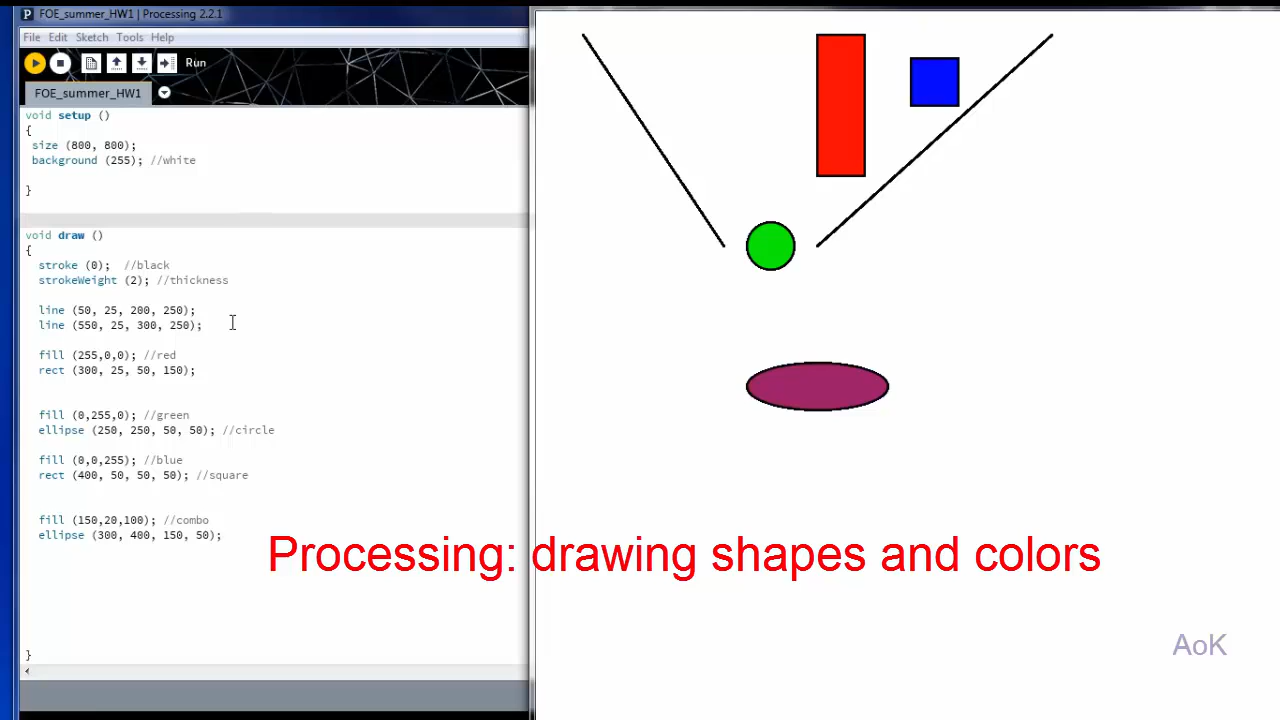 FOE_summer_HW1 | Processing 2.2.1
File Edit Sketch Tools Help
Run
FOE_summer_HW1
void setup ()
{
size (800, 800);
background (255); //white
}
void draw ()
{
stroke (0); //black
strokeWeight (2); //thickness
line (50, 25, 200, 250);
line (550, 25, 300, 250);
fill (255,0,0); //red
rect (300, 25, 50, 150);
fill (0,255,0); //green
ellipse (250, 250, 50, 50); //circle
fill (0,0,255); //blue
rect (400, 50, 50, 50); //square
fill (150,20,100); //combo
ellipse (300, 400, 150, 50);
Processing: drawing shapes and colors
AoK
}